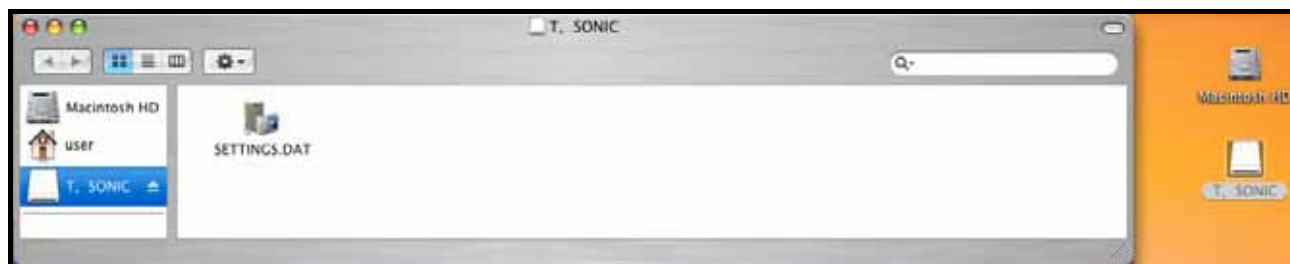 T. SONIC
Macintosh HD
user
SETTINGS.DAT
T. SONIC
Macintosh HD
T. SONIC